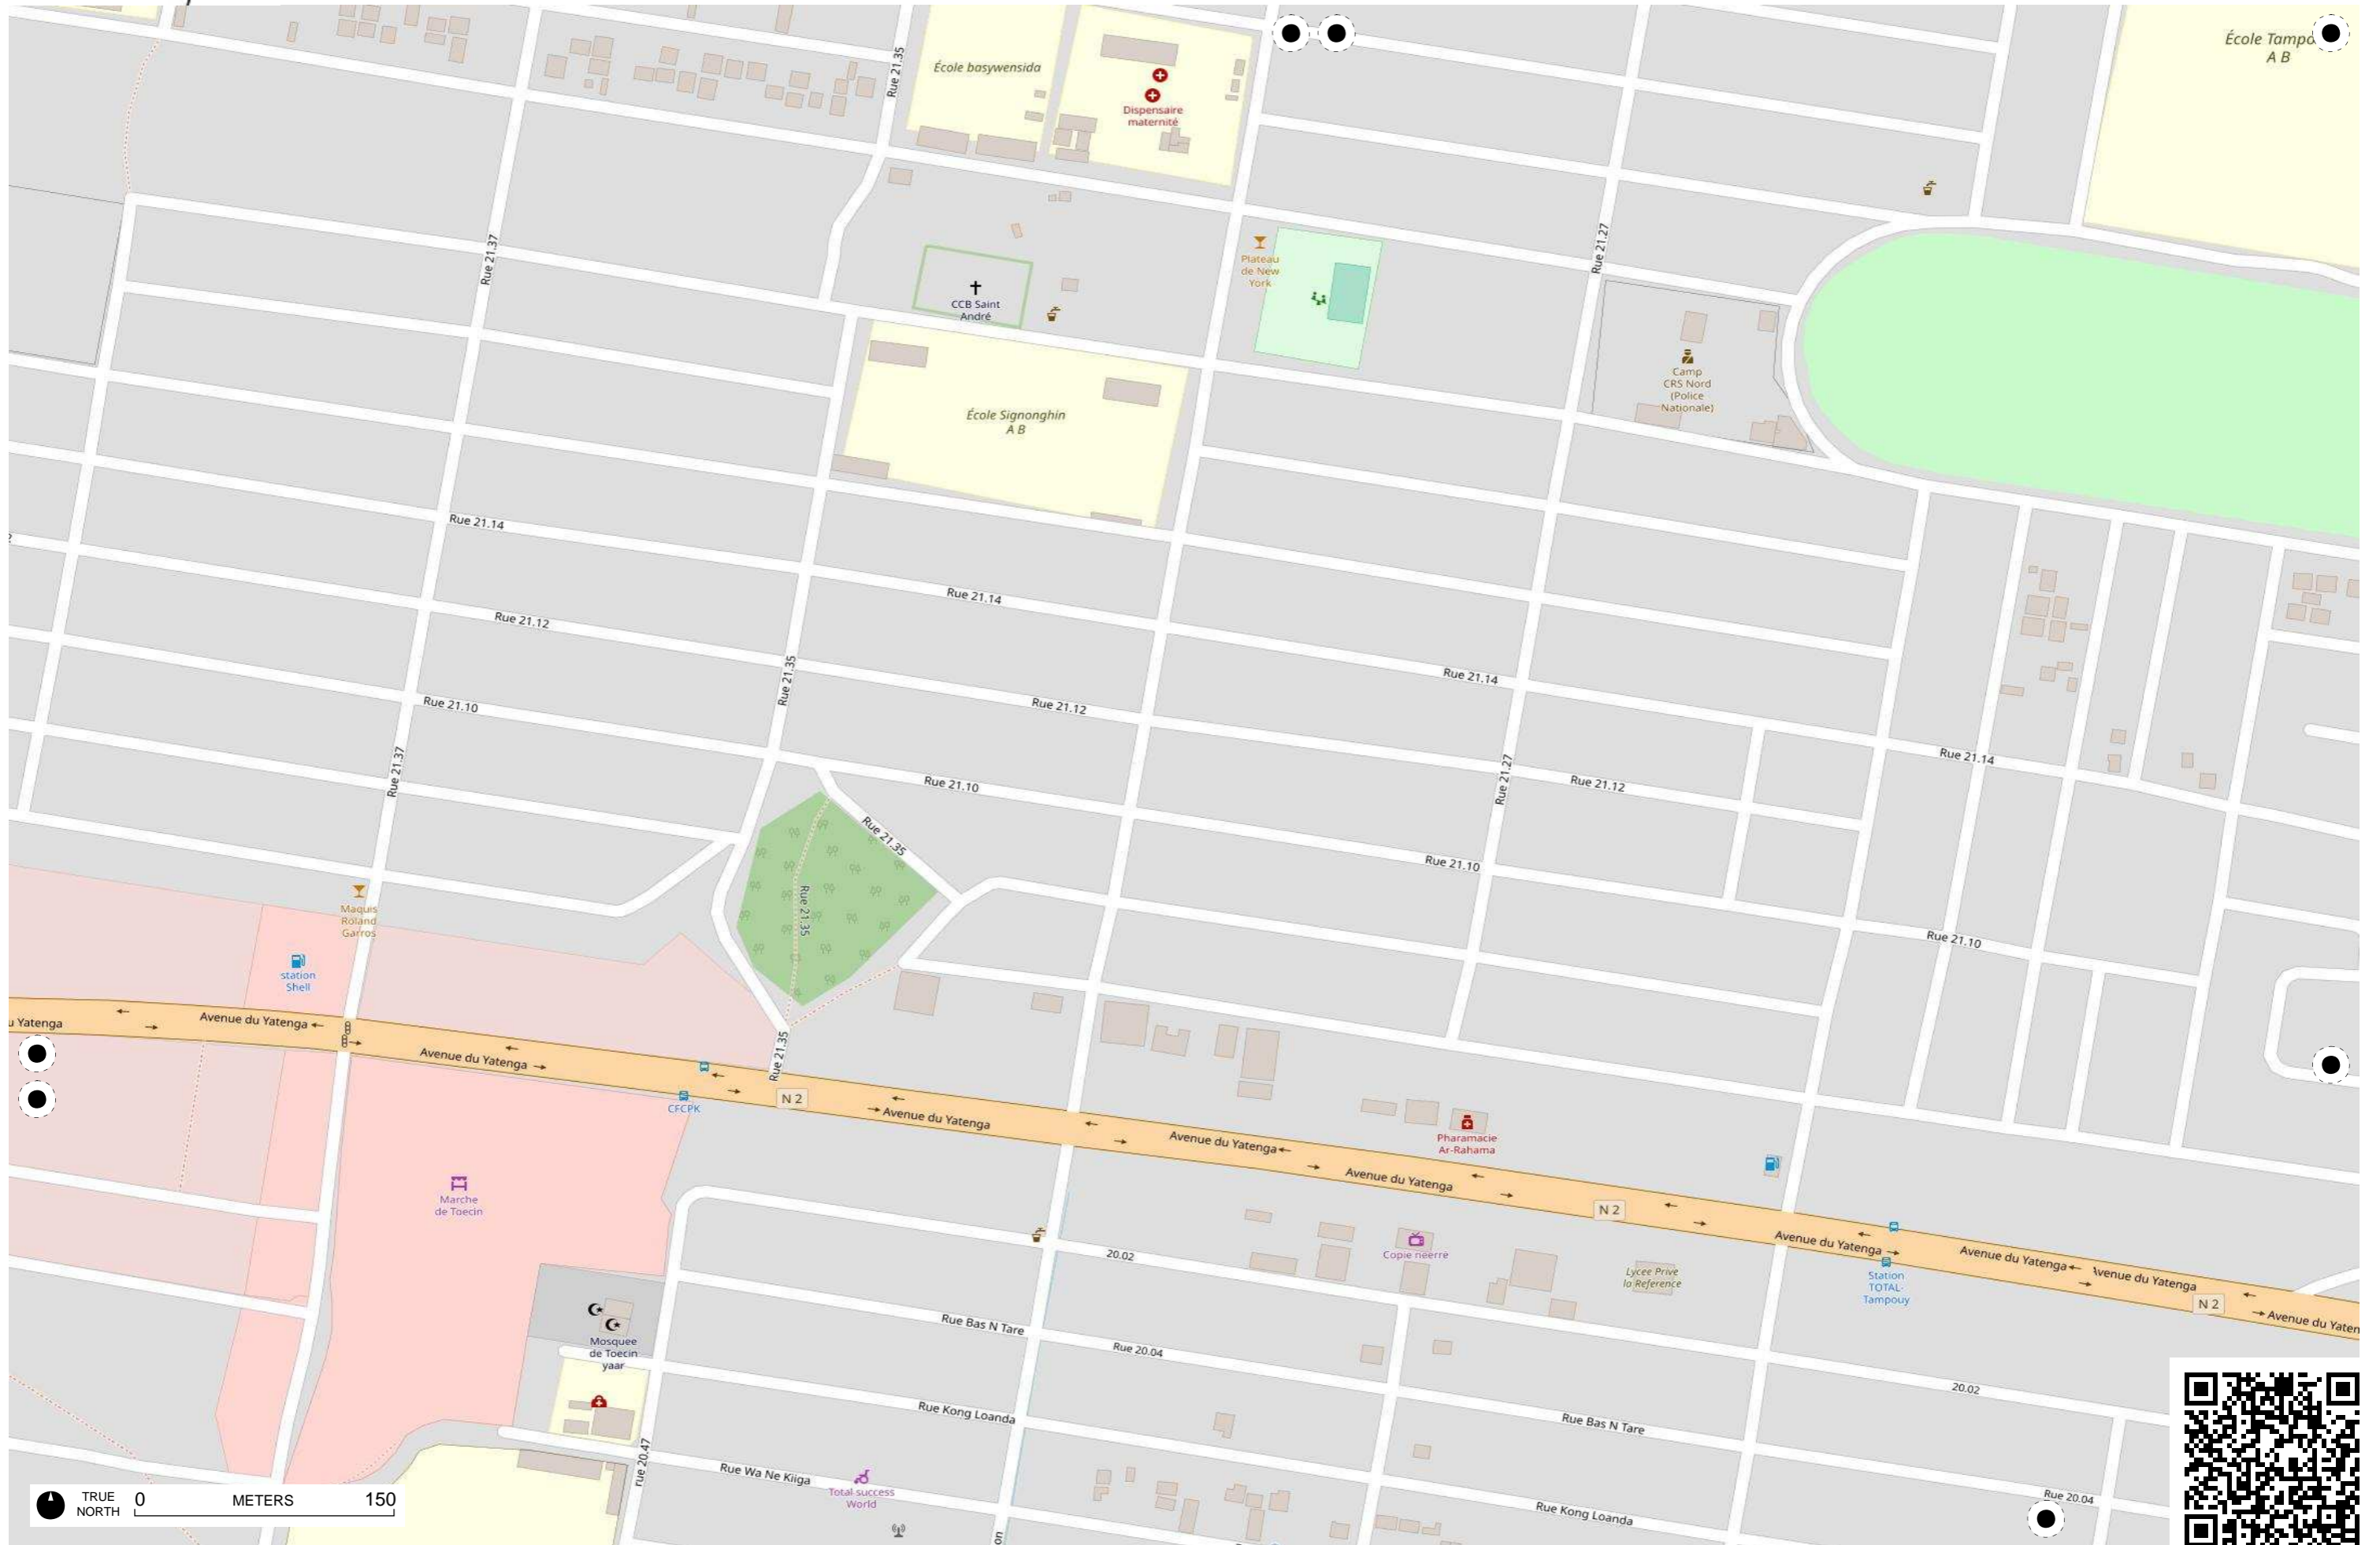 Rue 21.35
École basywensida
Dispensaire
maternité
École
A B
Rue 21.37
CCB Saint
André
Plateau
de New
York
Rue 21.27
Camp
CRS Nord
(Police
Nationale)
École Signonghin
A B
Rue 21.14
Rue 21.14
Rue 21.12
Rue 21.35
Rue 21.14
Rue 21.10
Rue 21.12
Rue 21.14
Rue 21.37
Rue 21.10
Rue 21.27
Rue 21.12
Rue 21.35
Rue 21.10
Rue 21.35
Maquis
Roland
Garros
Rue 21.10
station
Shell
u Yatenga
Avenue du Yatenga
Avenue du Yatenga
Rue 21.35
CFCPK
N 2
Avenue du Yatenga
Avenue du Yatenga
Pharamacie
Ar-Rahama
Avenue du Yatenga
Marche
de Toecin
N 2
20.02
Copie neerre
Lycee Prive
la Reference
Avenue du Yatenga
Station
TOTAL-
Tampouy
Avenue du Yatenga
Avenue du Yatenga
N 2
Avenue du Yaten
Mosquee
de Toecin
yaar
Rue Bas N Tare
Rue 20.04
20.02
Rue Kong Loanda
Rue Bas N Tare
rue 20.47
Rue Wa Ne Kiiga
Total success
World
Rue 20.04
Rue Kong Loanda
on
TRUE
NORTH
0 METERS 150